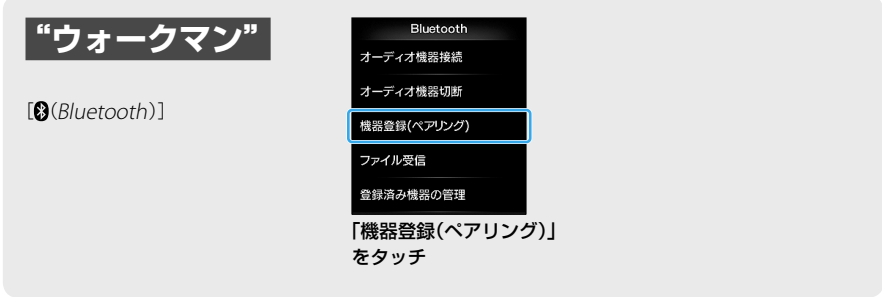 “ウォークマン”
[(Bluetooth)]
Bluetooth
オーディオ機器接続
オーディオ機器切断
機器登録(ペアリング)
ファイル受信
登録済み機器の管理
「機器登録(ペアリング)」
をタッチ